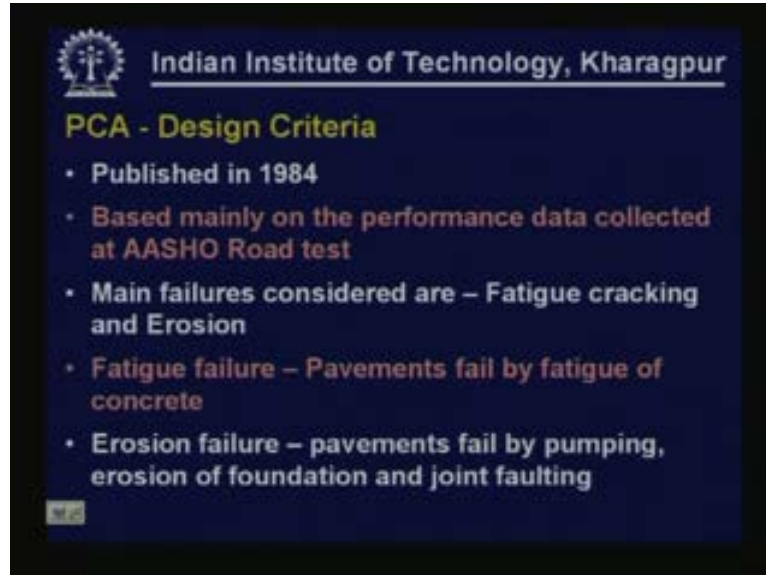 Indian Institute of Technology, Kharagpur
PCA - Design Criteria
• Published in 1984
• Based mainly on the performance data collected
at AASHO Road test
• Main failures considered are – Fatigue cracking
and Erosion
• Fatigue failure – Pavements fail by fatigue of
concrete
• Erosion failure – pavements fail by pumping,
erosion of foundation and joint faulting